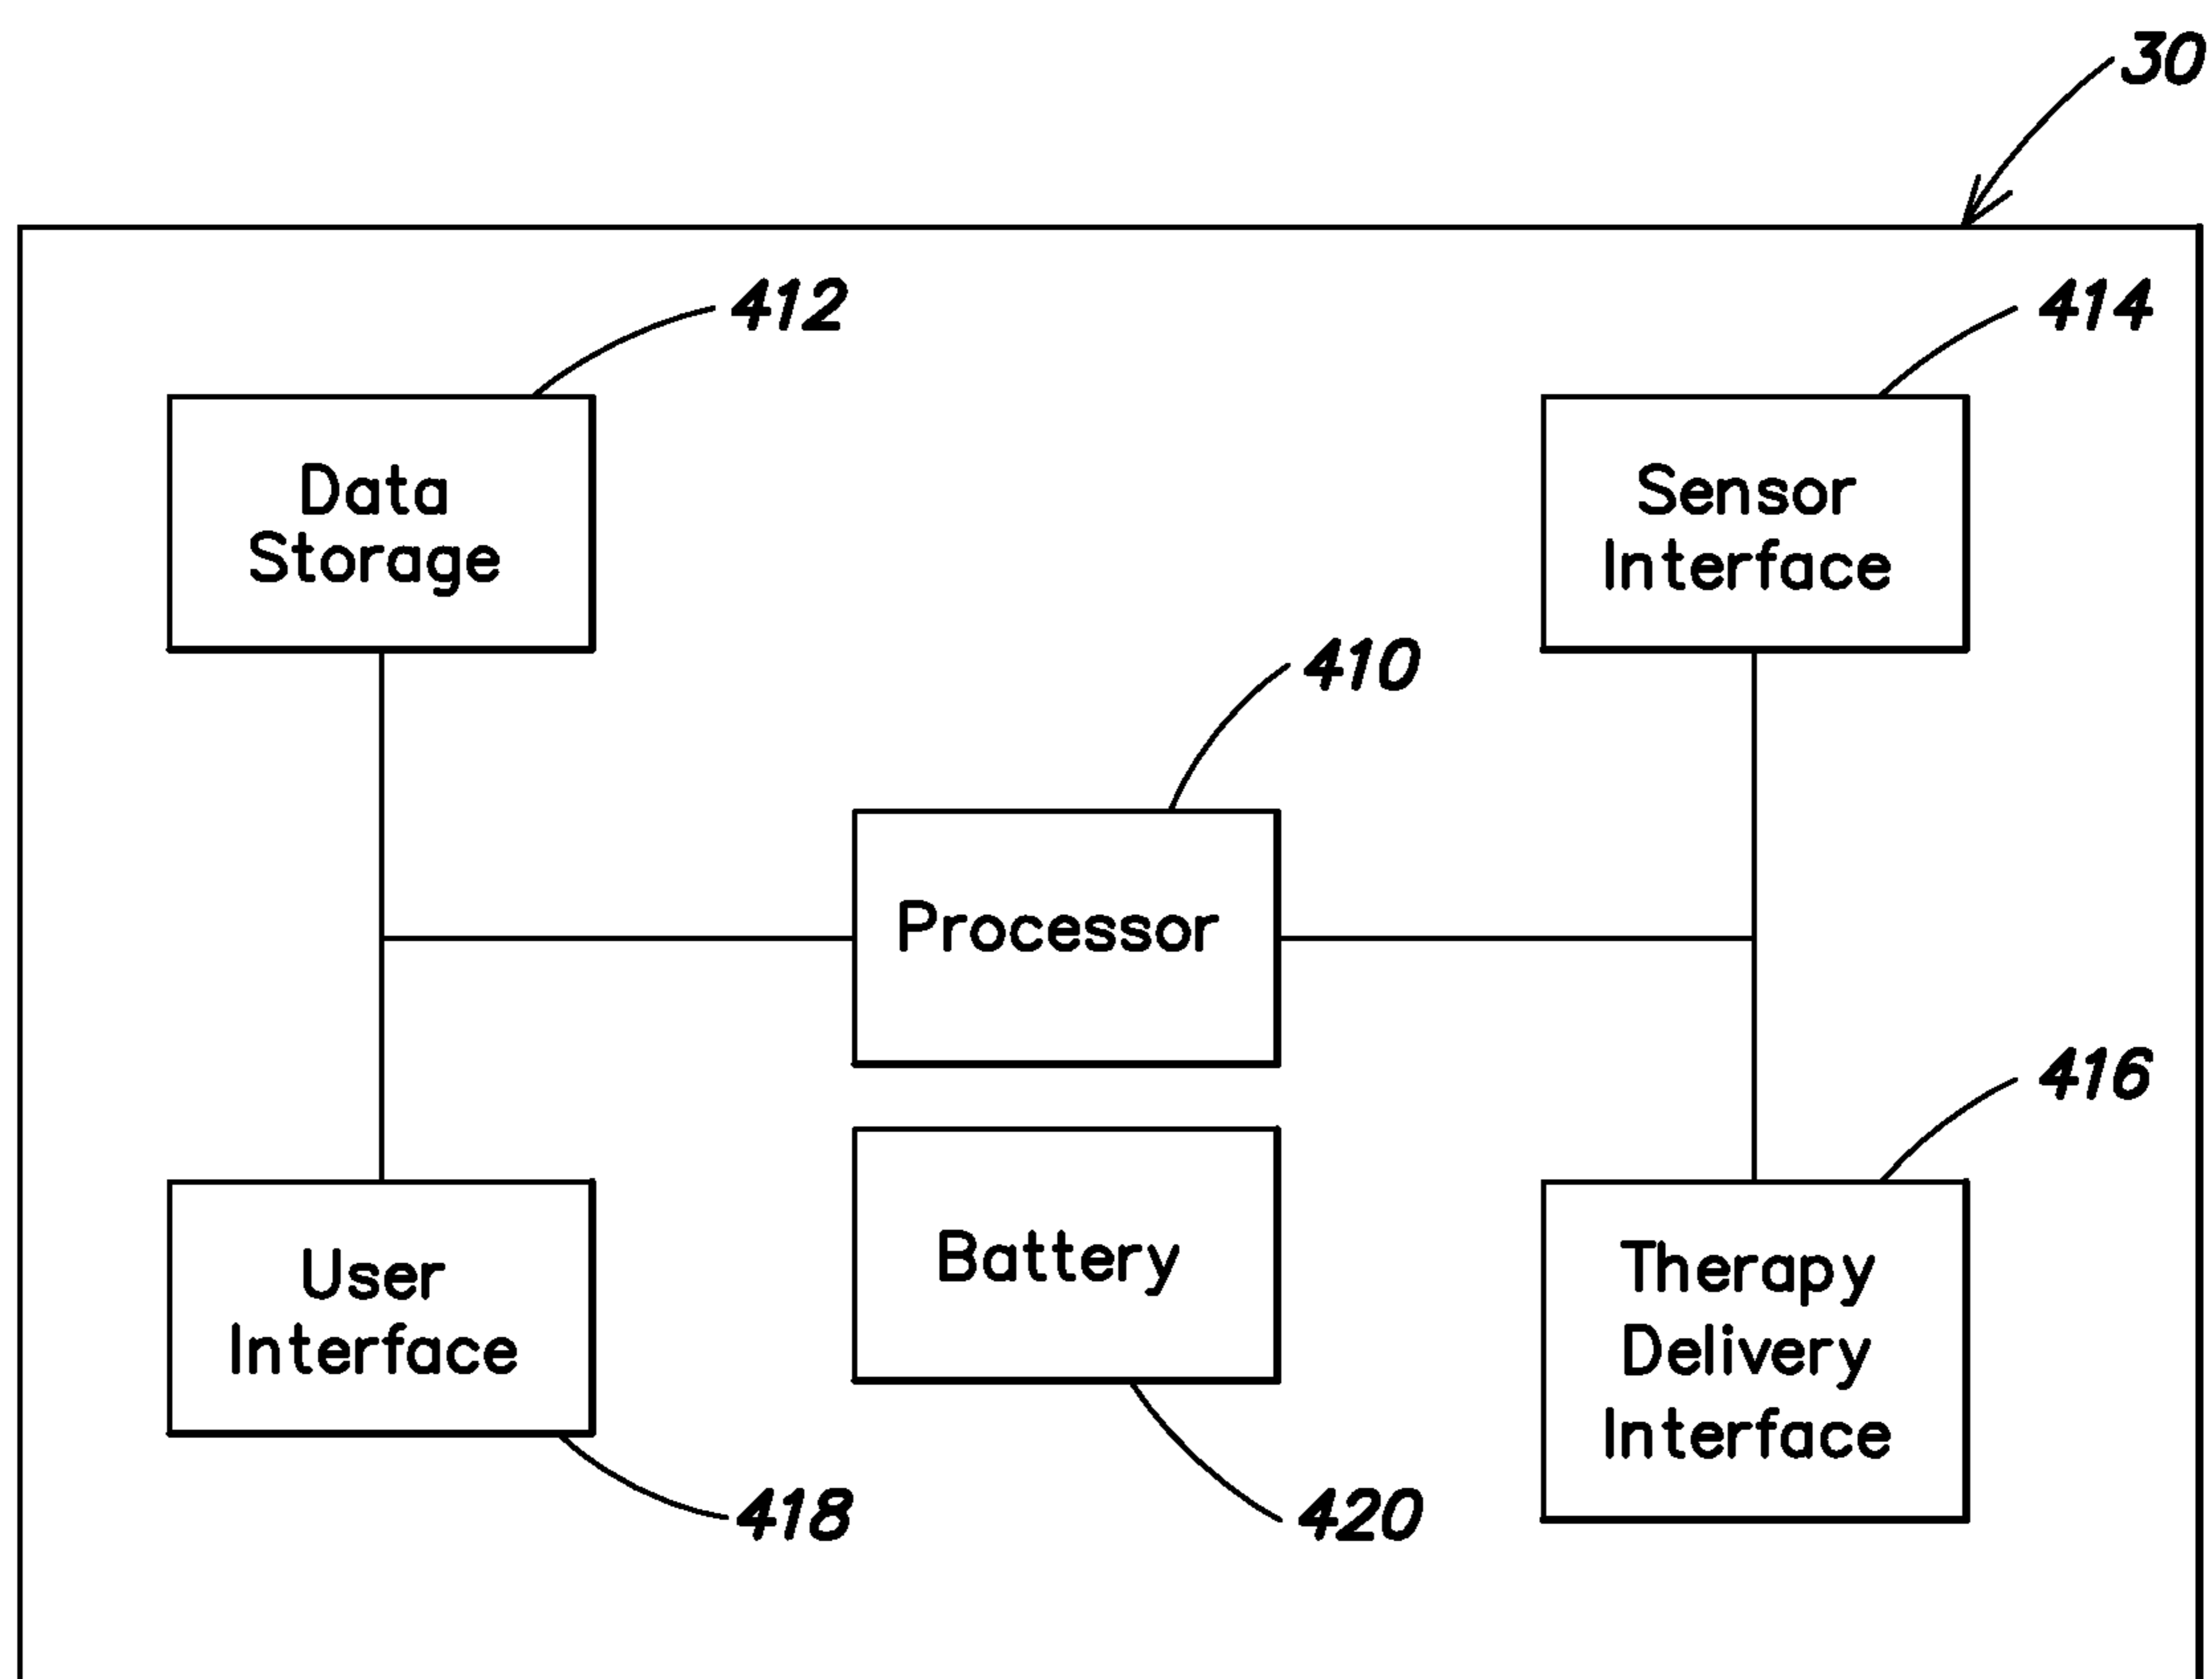 30
412
414
Data
Storage
Sensor
Interface
410
Processor
416
User
Interface
Battery
Therapy
Delivery
Interface
418
420